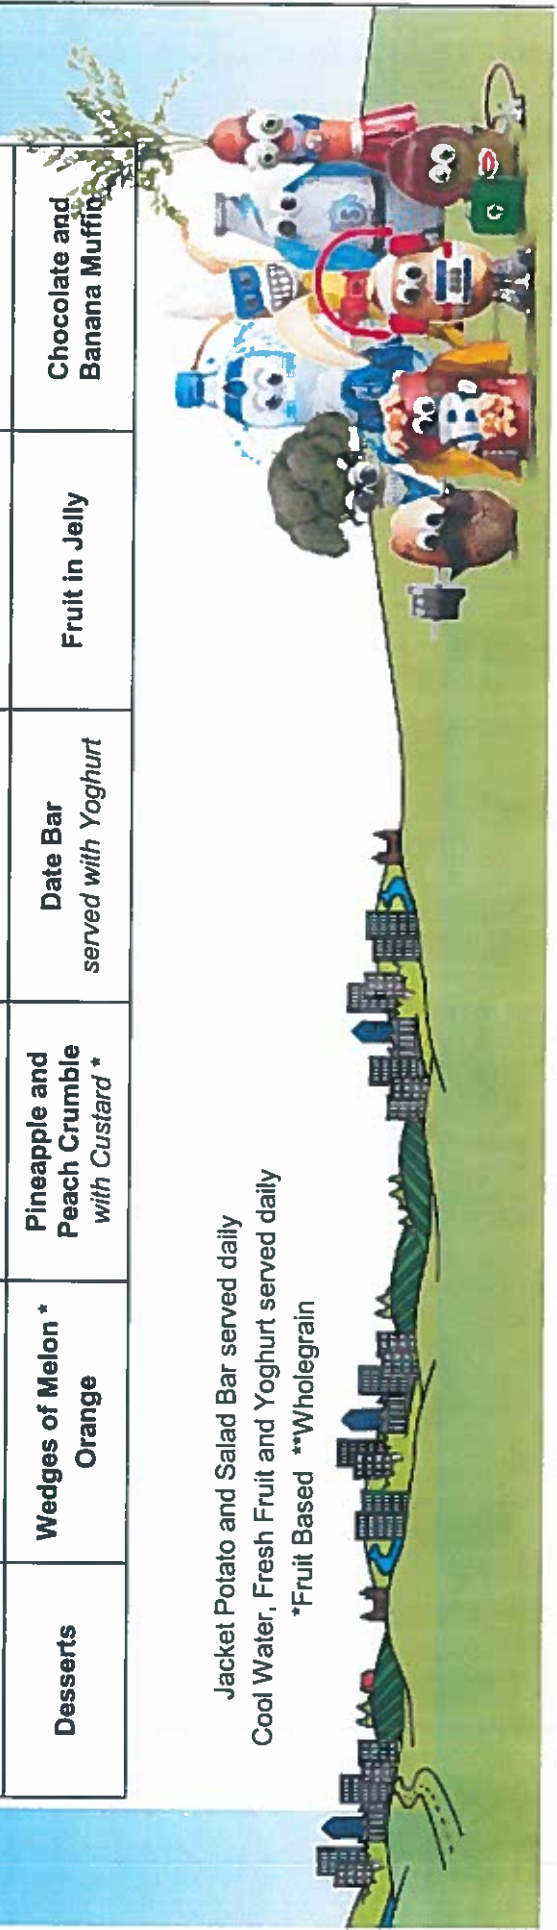 Desserts
Wedges of Melon *
Orange
Pineapple and
Peach Crumble
with Custard *
Date Bar
served with Yoghurt
Fruit in Jelly
Chocolate and
Banana Muffin
Jacket Potato and Salad Bar served daily
Cool Water, Fresh Fruit and Yoghurt served daily
*Fruit Based **Wholegrain